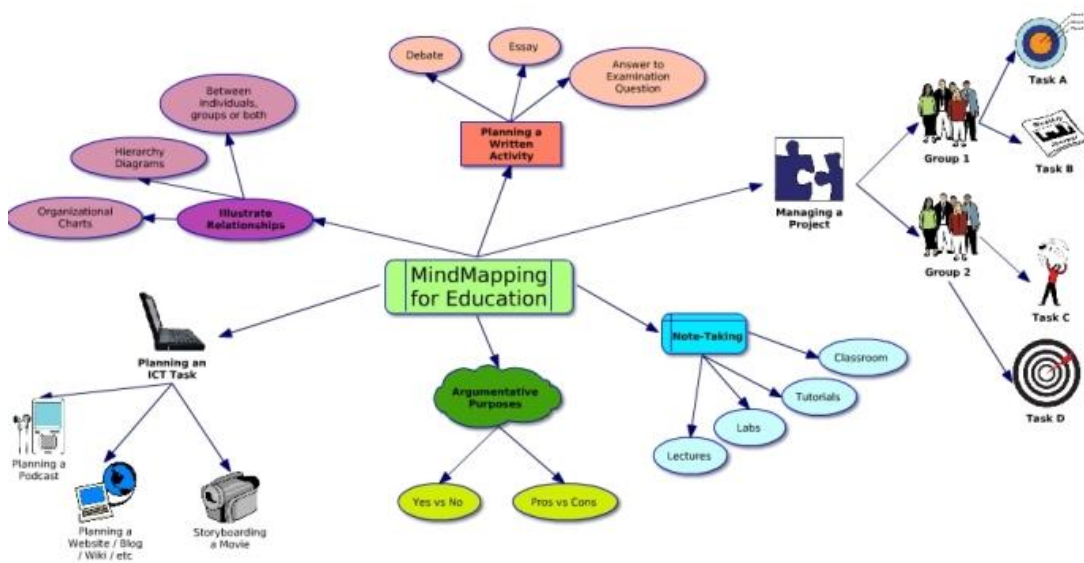 MindMapping
for Education
Illustrate
Relationships
Between
individuals,
groups or both
Hierarchy
Diagrams
Organizational
Charts
Planning a
Written
Activity
Debate
Essay
Answer to
Examination
Question
Managing a
Project
Group 1
Task A
Task B
Group 2
Task C
Task D
Note-Taking
Classroom
Tutorials
Labs
Lectures
Argumentative
Purposes
Yes vs No
Pros vs Cons
Planning an
ICT Task
Planning a
Podcast
Planning a
Website / Blog
/ Wiki / etc
Storyboarding
a Movie